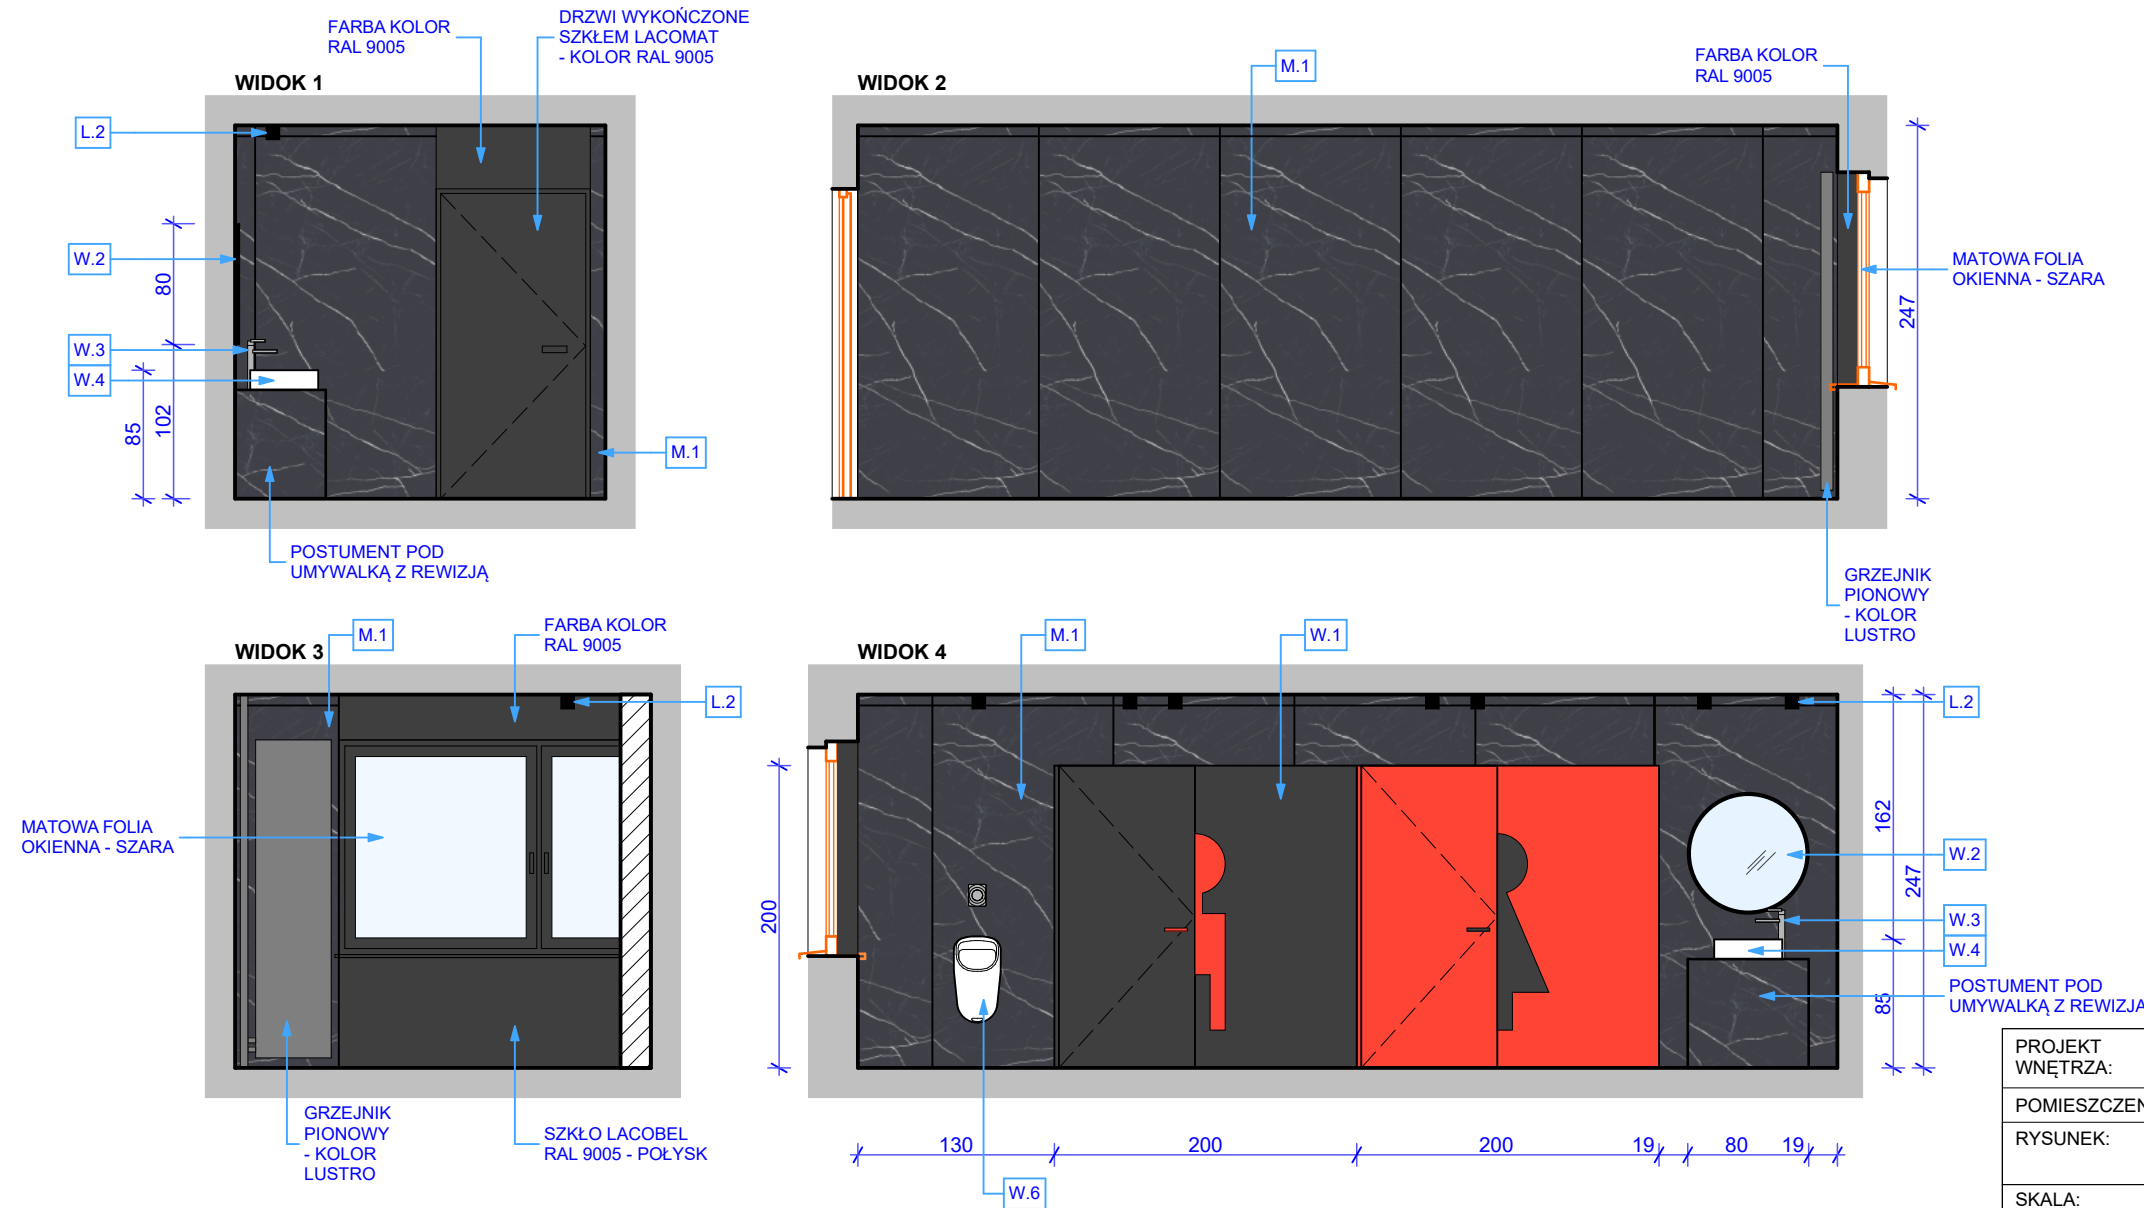 WIDOK 1
FARBA KOLOR
RAL 9005
DRZWI WYKOŃCZONE
SZKŁEM LACOMAT
- KOLOR RAL 9005
L.2
W.2
80
W.3
W.4
85
102
M.1
POSTUMENT POD
UMYWALKĄ Z REWIZJĄ
WIDOK 2
M.1
FARBA KOLOR
RAL 9005
MATOWA FOLIA
OKIENNA - SZARA
247
GRZEJNIK
PIONOWY
- KOLOR
LUSTRO
WIDOK 3
M.1
FARBA KOLOR
RAL 9005
L.2
MATOWA FOLIA
OKIENNA - SZARA
GRZEJNIK
PIONOWY
- KOLOR
LUSTRO
SZKŁO LACOBEL
RAL 9005 - POŁYSK
WIDOK 4
M.1
W.1
L.2
162
W.2
247
200
W.3
W.4
85
POSTUMENT POD
UMYWALKĄ Z REWIZJĄ
130
200
200
19
80
19
W.6
PROJEKT
WNĘTRZA:
POMIESZCZEN
RYSUNEK:
SKALA: